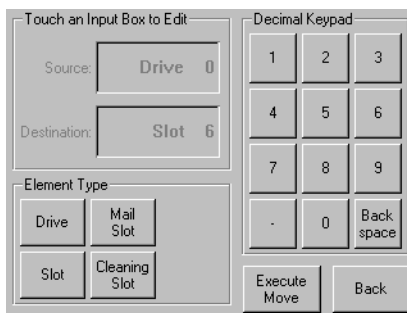 Touch an Input Box to Edit
Source: Drive 0
Destination: Slot 6
Element Type
Drive
Mail
Slot
Slot
Cleaning
Slot
Decimal Keypad
1 2 3
4 5 6
7 8 9
. 0 Back
space
Execute
Move
Back